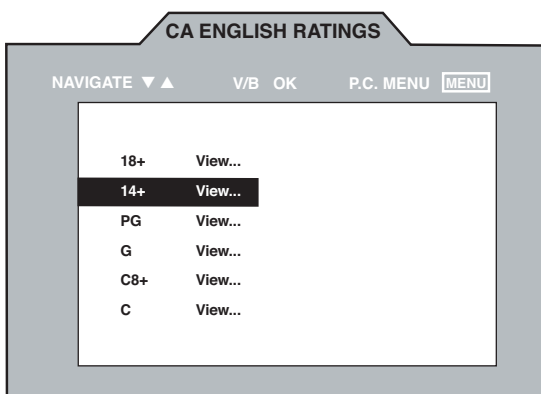 CA ENGLISH RATINGS
NAVIGATE ▼ ▲ V/B OK P.C. MENU MENU
18+ View...
14+ View...
PG View...
G View...
C8+ View...
C View...